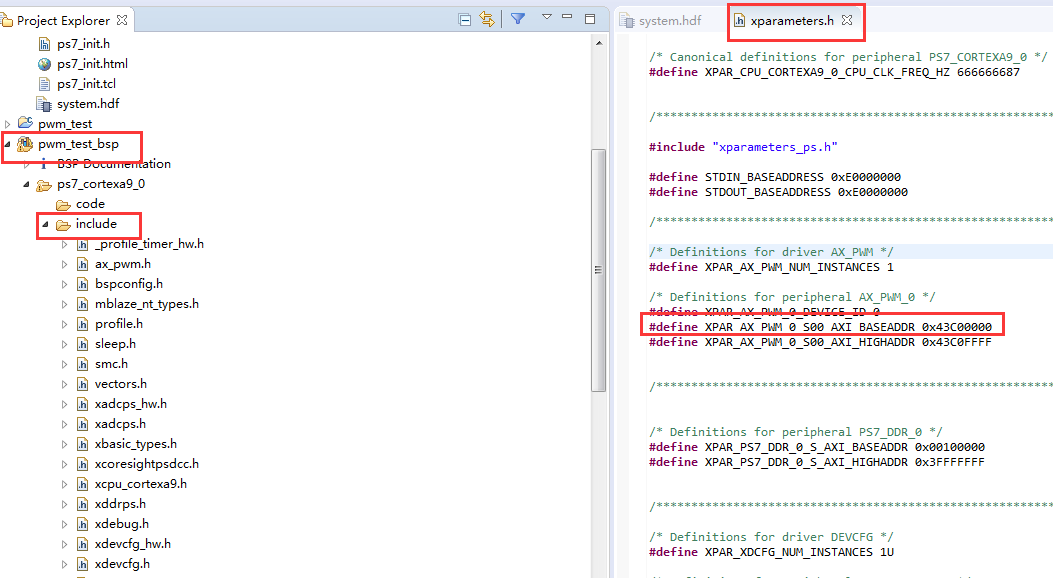 Project Explorer
ps7_init.h
ps7_init.html
ps7_init.tcl
system.hdf
pwm_test
pwm_test_bsp
BSP Documentation
ps7_cortexa9_0
code
include
_profile_timer_hw.h
ax_pwm.h
bspconfig.h
mblaze_nt_types.h
profile.h
sleep.h
smc.h
vectors.h
xadcps_hw.h
xadcps.h
xbasic_types.h
xcoresightpsdcc.h
xcpu_cortexa9.h
xddrps.h
xdebug.h
xdevcfg_hw.h
xdevcfg.h
system.hdf
xparameters.h
/* Canonical definitions for peripheral PS7_CORTEXA9_0 */
#define XPAR_CPU_CORTEXA9_0_CPU_CLK_FREQ_HZ 666666687
/******************************************************************
#include "xparameters_ps.h"
#define STDIN_BASEADDRESS 0xE0000000
#define STDOUT_BASEADDRESS 0xE0000000
/******************************************************************
/* Definitions for driver AX_PWM */
#define XPAR_AX_PWM_NUM_INSTANCES 1
/* Definitions for peripheral AX_PWM_0 */
#define XPAR_AX_PWM_0_DEVICE_ID 0
#define XPAR_AX_PWM_0_S00_AXI_BASEADDR 0x43C00000
#define XPAR_AX_PWM_0_S00_AXI_HIGHADDR 0x43C0FFFF
/******************************************************************
/* Definitions for peripheral PS7_DDR_0 */
#define XPAR_PS7_DDR_0_S_AXI_BASEADDR 0x00100000
#define XPAR_PS7_DDR_0_S_AXI_HIGHADDR 0x3FFFFFFF
/******************************************************************
/* Definitions for driver DEVCFG */
#define XPAR_XDCFG_NUM_INSTANCES 1U